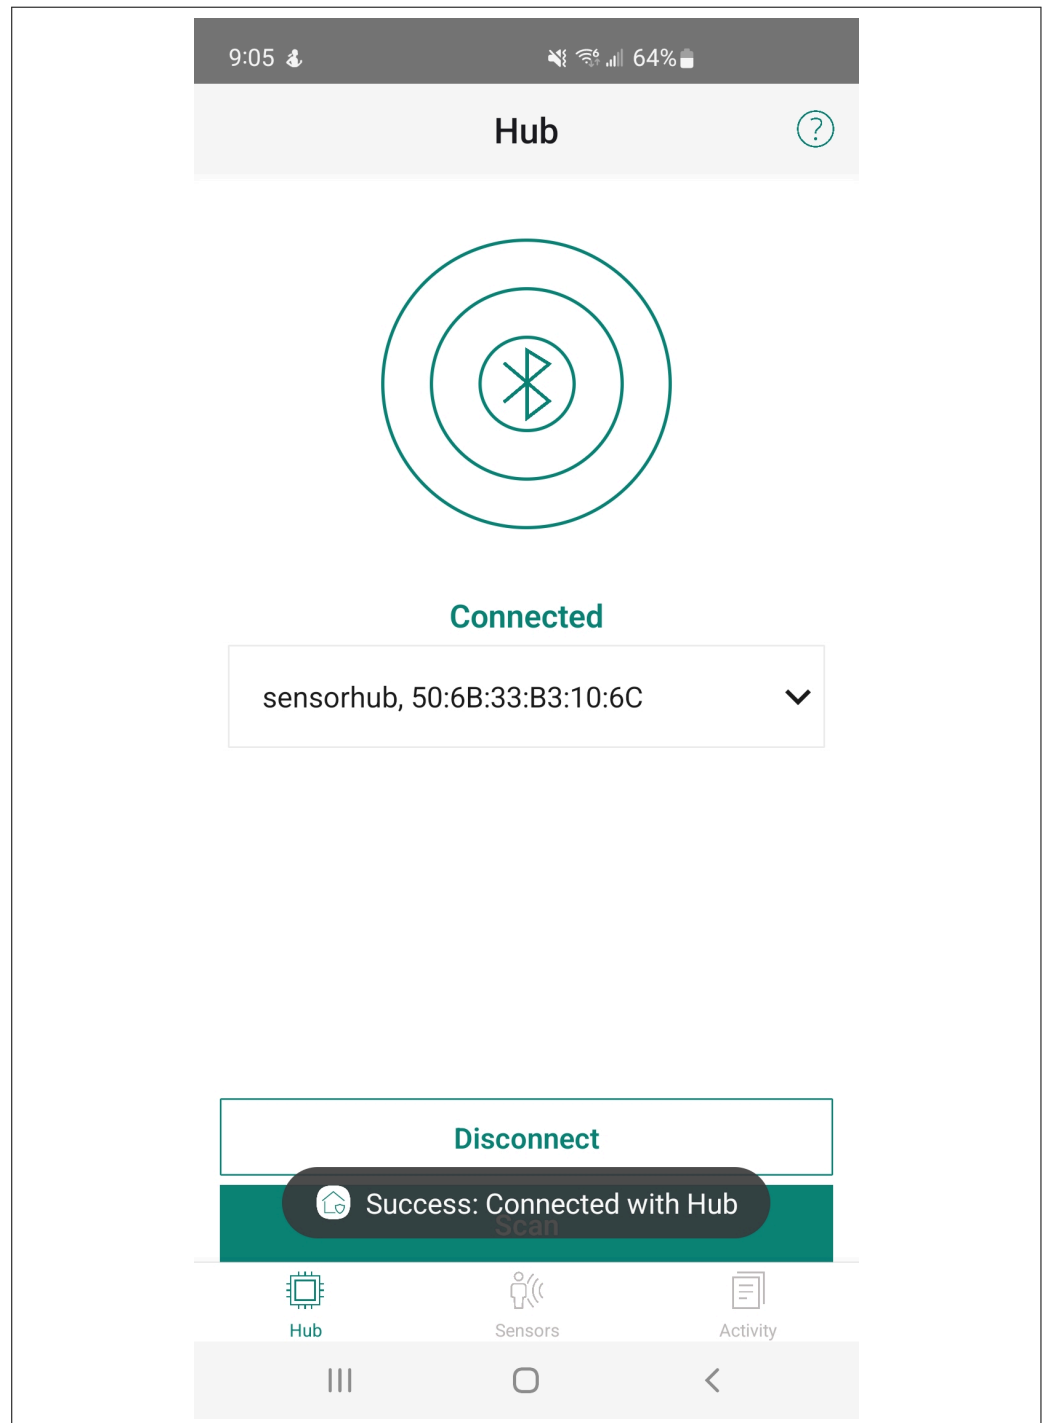 9:05 64%
Hub
?
Connected
sensorhub, 50:6B:33:B3:10:6C
Disconnect
Success: Connected with Hub
Scan
Hub Sensors Activity